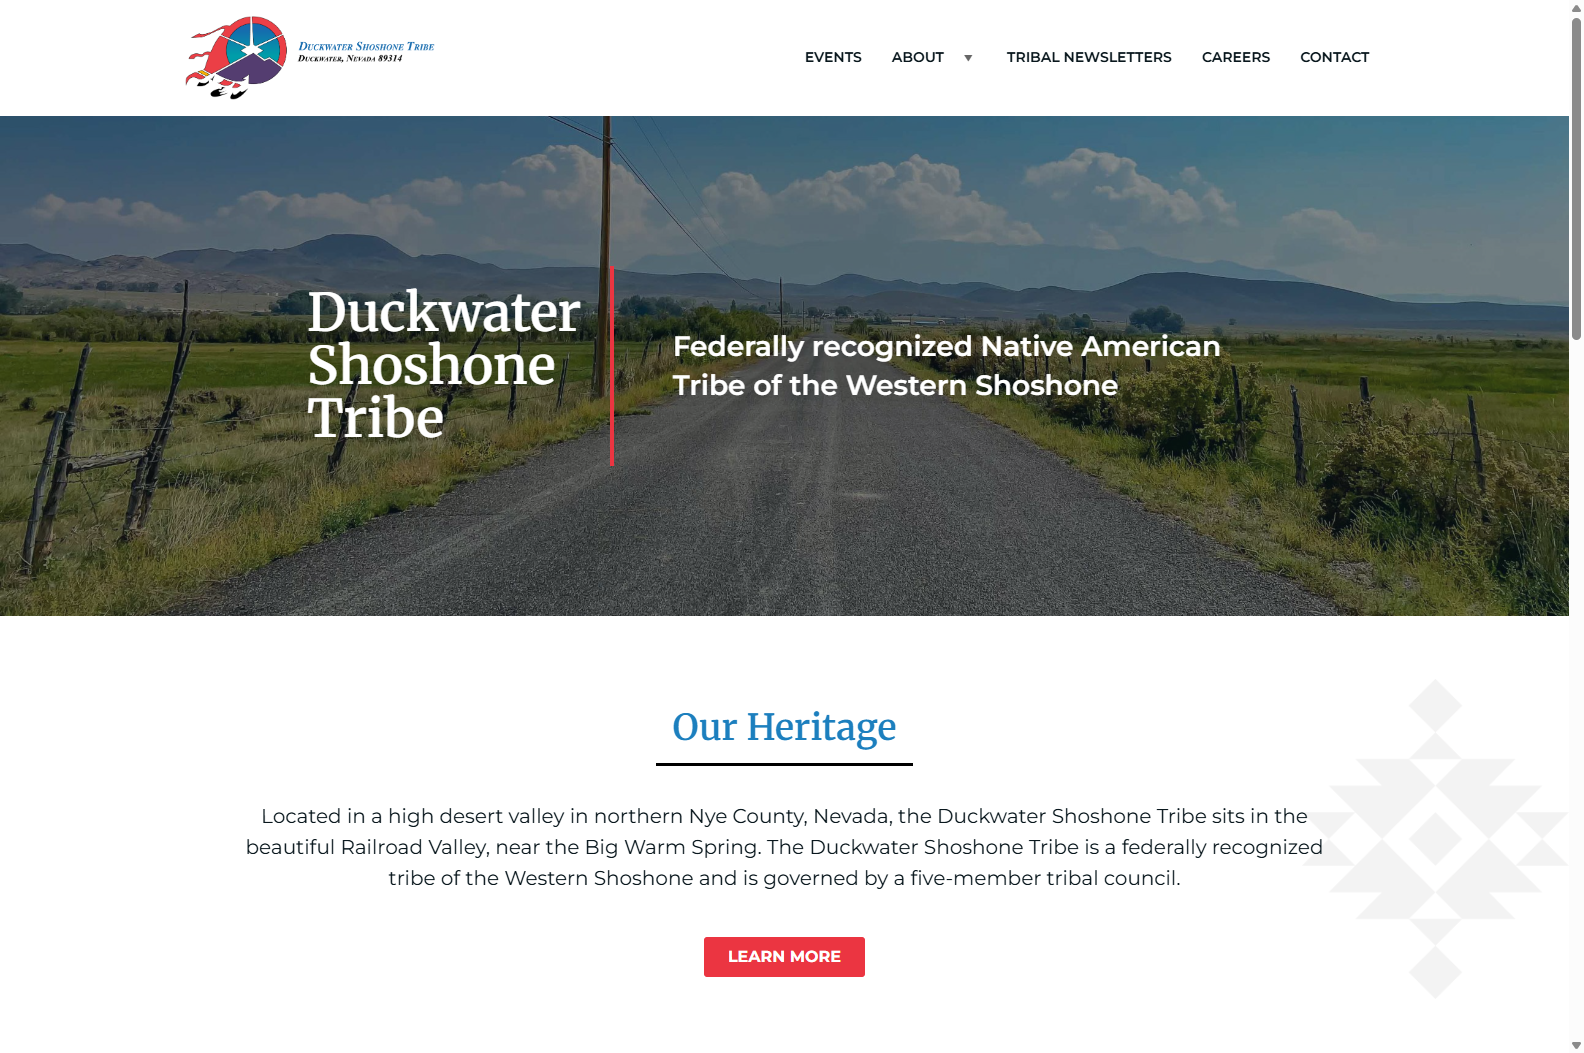 DUCKWATER SHOSHONE TRIBE
DUCKWATER, NEVADA 89314
EVENTS
ABOUT
TRIBAL NEWSLETTERS
CAREERS
CONTACT
Duckwater
Shoshone
Tribe
Federally recognized Native American
Tribe of the Western Shoshone
Our Heritage
Located in a high desert valley in northern Nye County, Nevada, the Duckwater Shoshone Tribe sits in the
beautiful Railroad Valley, near the Big Warm Spring. The Duckwater Shoshone Tribe is a federally recognized
tribe of the Western Shoshone and is governed by a five-member tribal council.
LEARN MORE